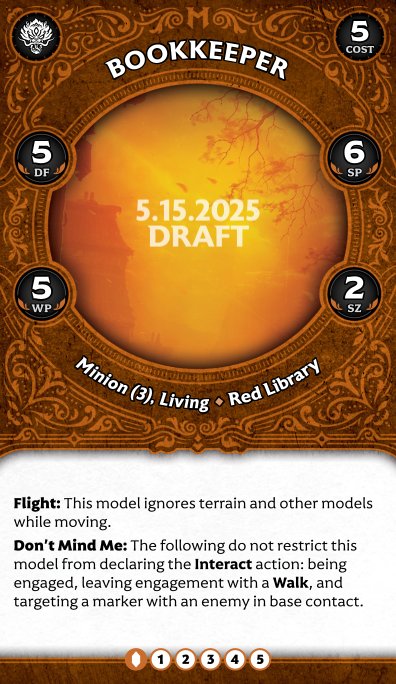 5
COST
BOOKKEEPER
5
DF
6
SP
5.15.2025
DRAFT
5
WP
2
SZ
Minion (3), Living ♦ Red Library
Flight: This model ignores terrain and other models
while moving.
Don't Mind Me: The following do not restrict this
model from declaring the Interact action: being
engaged, leaving engagement with a Walk, and
targeting a marker with an enemy in base contact.
1 2 3 4 5